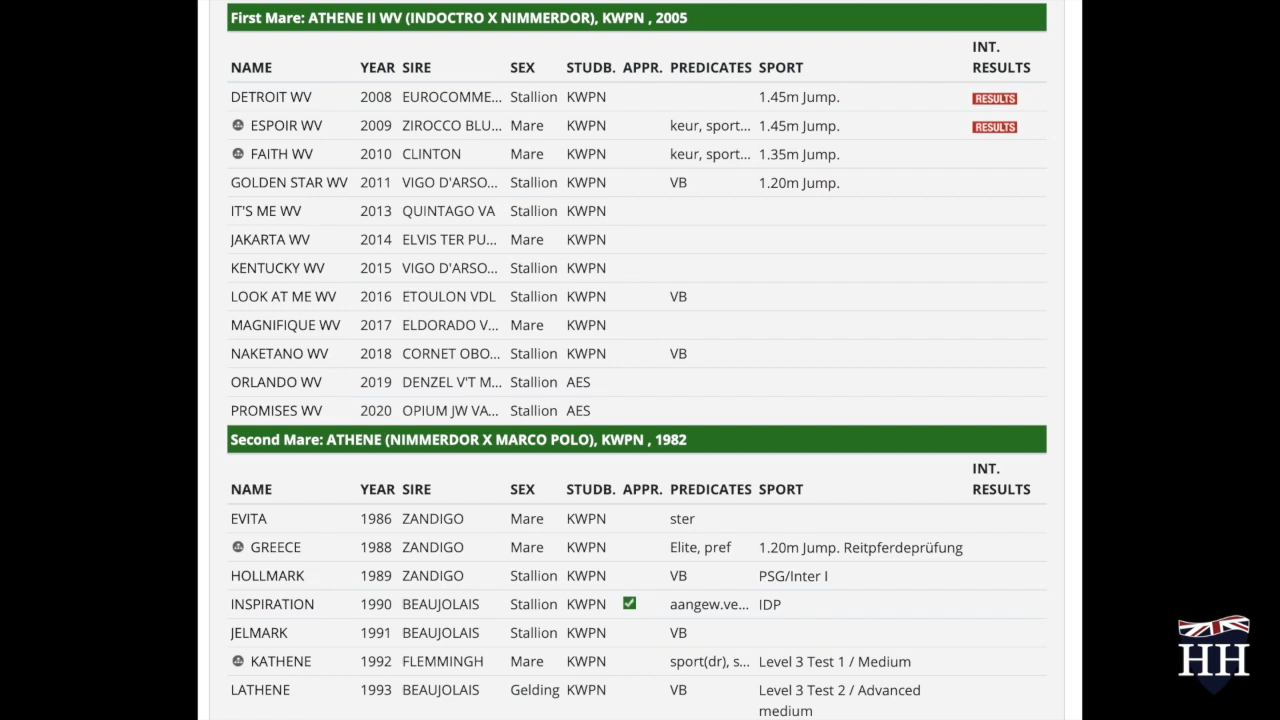 First Mare: ATHENE II WV (INDOCTRO X NIMMERDOR), KWPN , 2005
NAME YEAR SIRE SEX STUDB. APPR. PREDICATES SPORT INT. RESULTS
DETROIT WV 2008 EUROCOMME... Stallion KWPN 1.45m Jump. RESULTS
ESPOIR WV 2009 ZIROCCO BLU... Mare KWPN keur, sport... 1.45m Jump. RESULTS
FAITH WV 2010 CLINTON Mare KWPN keur, sport... 1.35m Jump.
GOLDEN STAR WV 2011 VIGO D'ARSO... Stallion KWPN VB 1.20m Jump.
IT'S ME WV 2013 QUINTAGO VA Stallion KWPN
JAKARTA WV 2014 ELVIS TER PU... Mare KWPN
KENTUCKY WV 2015 VIGO D'ARSO... Stallion KWPN
LOOK AT ME WV 2016 ETOULON VDL Stallion KWPN VB
MAGNIFIQUE WV 2017 ELDORADO V... Mare KWPN
NAKETANO WV 2018 CORNET OBO... Stallion KWPN VB
ORLANDO WV 2019 DENZEL V'T M... Stallion AES
PROMISES WV 2020 OPIUM JW VA... Stallion AES
Second Mare: ATHENE (NIMMERDOR X MARCO POLO), KWPN , 1982
NAME YEAR SIRE SEX STUDB. APPR. PREDICATES SPORT INT. RESULTS
EVITA 1986 ZANDIGO Mare KWPN ster
GREECE 1988 ZANDIGO Mare KWPN Elite, pref 1.20m Jump. Reitpferdeprüfung
HOLLMARK 1989 ZANDIGO Stallion KWPN VB PSG/Inter I
INSPIRATION 1990 BEAUJOLAIS Stallion KWPN aangew.ve... IDP
JELMARK 1991 BEAUJOLAIS Stallion KWPN VB
KATHENE 1992 FLEMMINGH Mare KWPN sport(dr), s... Level 3 Test 1 / Medium
LATHENE 1993 BEAUJOLAIS Gelding KWPN VB Level 3 Test 2 / Advanced
medium
HH